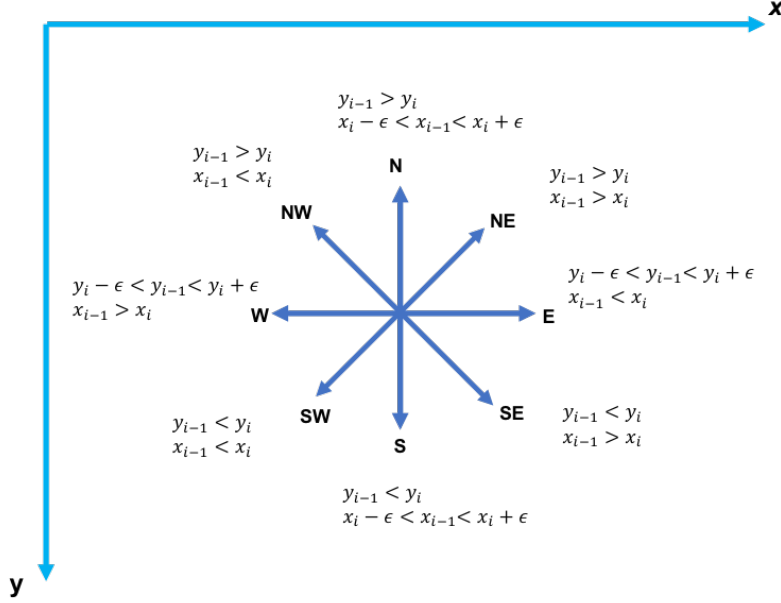 x
y_{i-1} > y_i
x_i − ϵ < x_{i-1} < x_i + ϵ
N
y_{i-1} > y_i
x_{i-1} < x_i
NW
y_{i-1} > y_i
x_{i-1} > x_i
NE
y_i − ϵ < y_{i-1} < y_i + ϵ
x_{i-1} > x_i
W
E
y_i − ϵ < y_{i-1} < y_i + ϵ
x_{i-1} < x_i
SW
y_{i-1} < y_i
x_{i-1} < x_i
S
SE
y_{i-1} < y_i
x_{i-1} > x_i
y_{i-1} < y_i
x_i − ϵ < x_{i-1} < x_i + ϵ
y